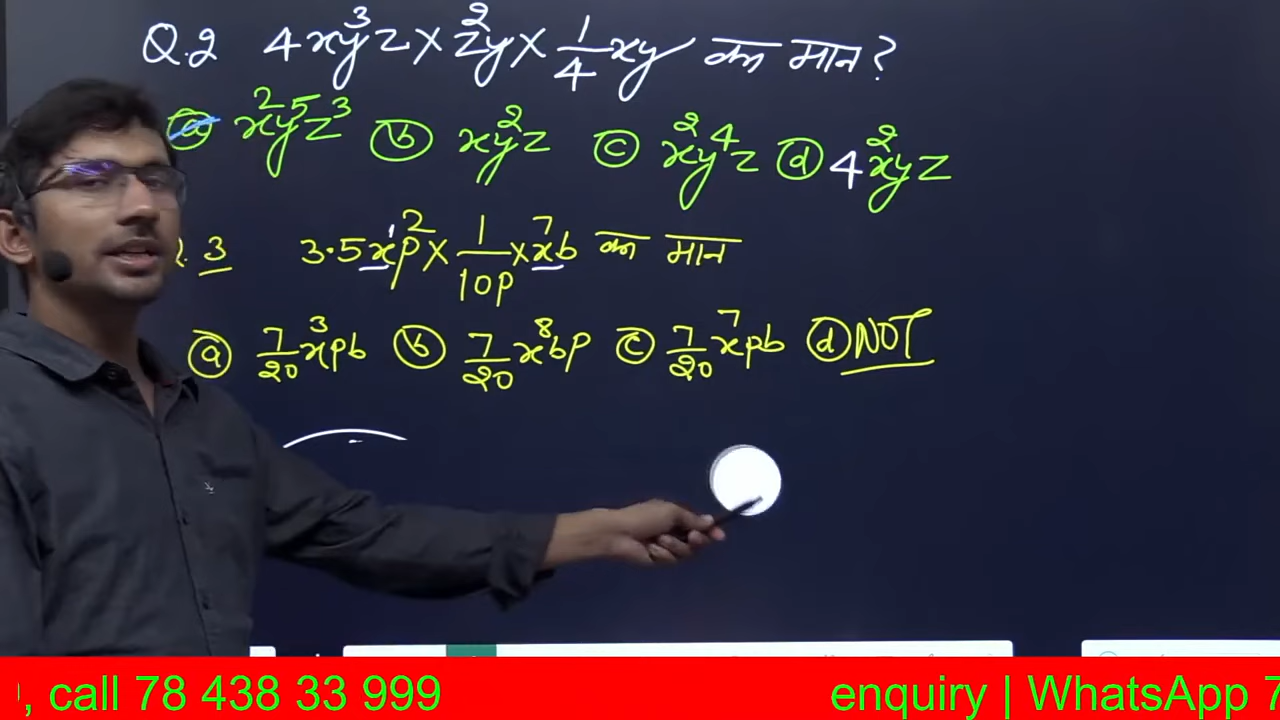 Q.2 4xy³z × z²y × 1/4 xy का मान ?
ⓐ x²y⁵z³ ⓑ xy²z ⓒ x²y⁴z ⓓ 4x²yz
. 3 3.5x¹p² × 1/10p × x⁷b का मान
ⓐ 7/20 x³pb ⓑ 7/20 x⁸bp ⓒ 7/20 x⁷pb ⓓ NOT
, call 78 438 33 999 enquiry | WhatsApp 7